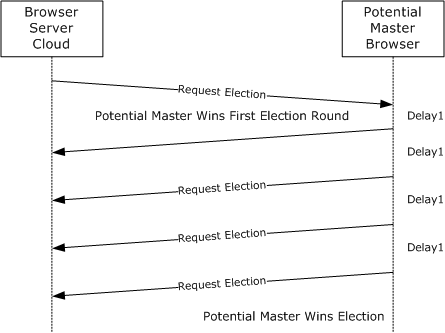 Browser
Server
Cloud
Potential
Master
Browser
Request Election
Potential Master Wins First Election Round
Delay1
Delay1
Request Election
Delay1
Request Election
Delay1
Request Election
Potential Master Wins Election